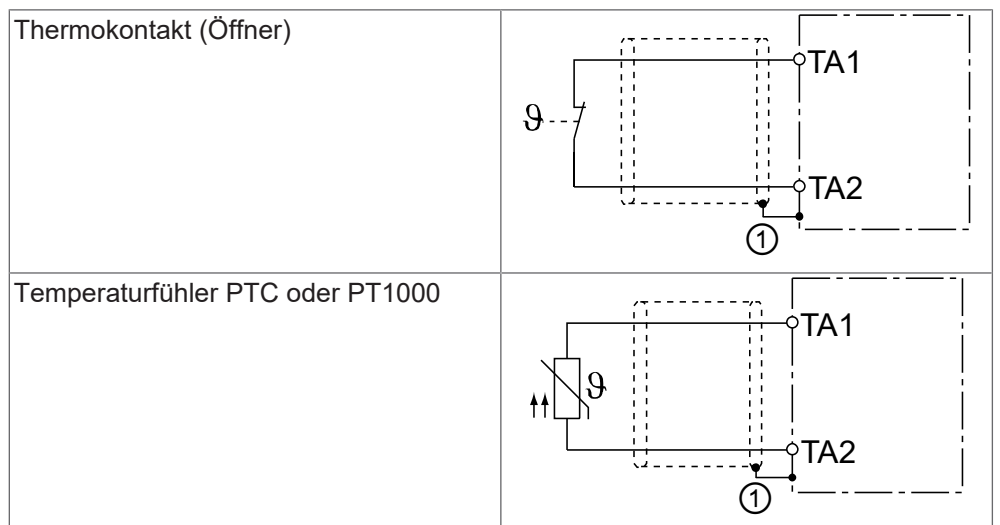 Thermokontakt (Öffner)
TA1
ϑ
TA2
①
Temperaturfühler PTC oder PT1000
TA1
ϑ
TA2
①